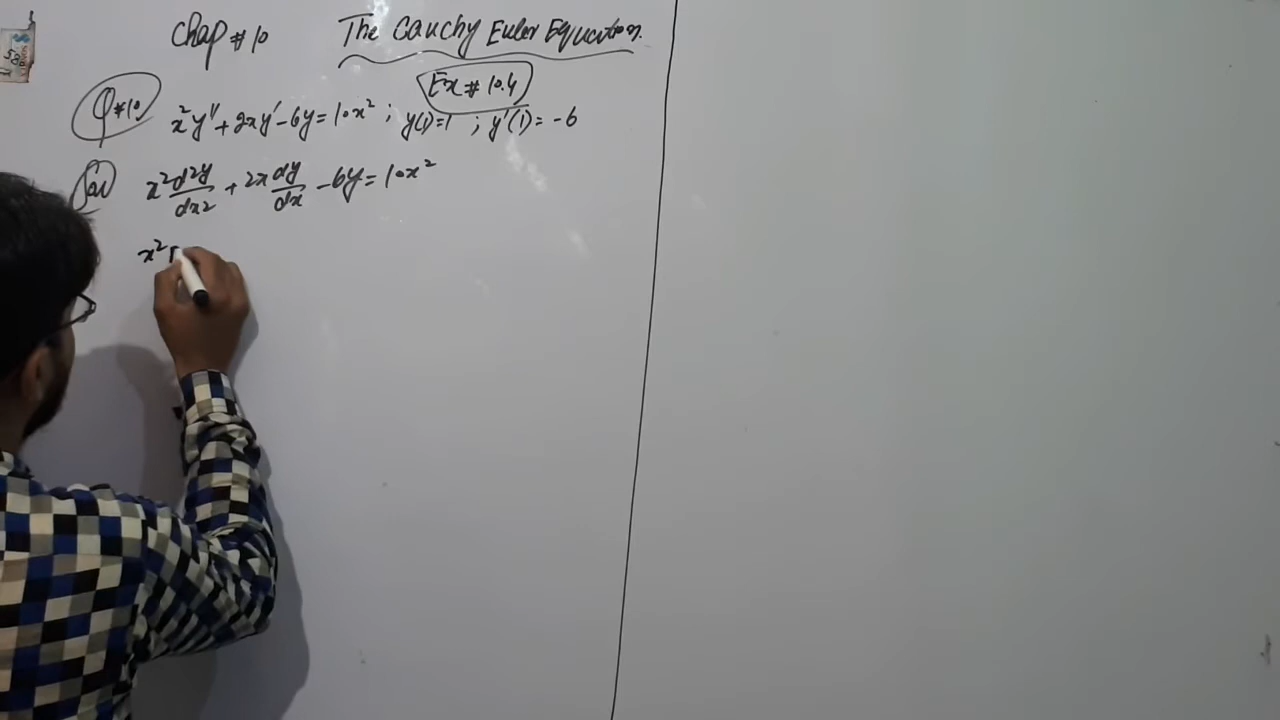 Chap # 10 The Cauchy Euler Equation.
Ex # 10.4
Q # 10 x²y'' + 2xy' - 6y = 10x² ; y(1) = 1 ; y'(1) = -6
Sol x² d²y/dx² + 2x dy/dx - 6y = 10x²
x²